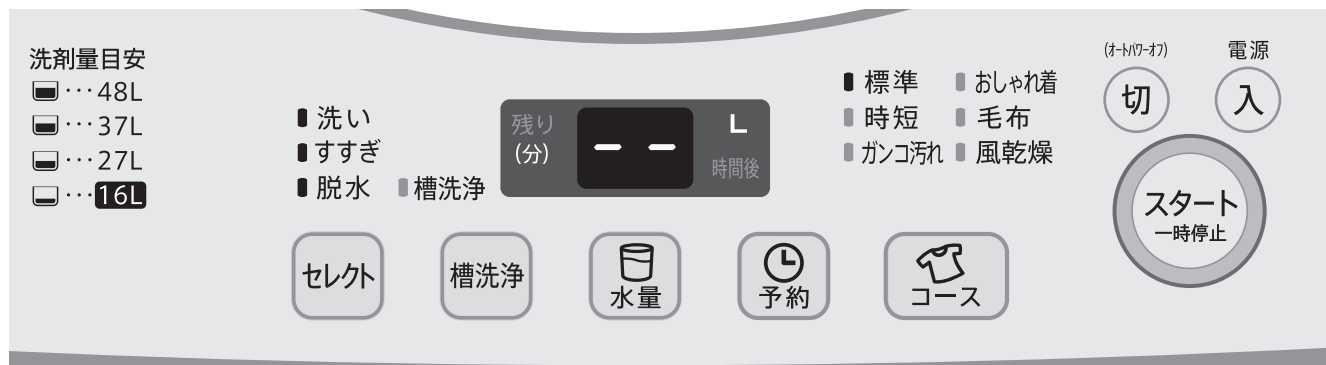 洗剤量目安
･･･48L
･･･37L
･･･27L
･･･16L
洗い
すすぎ
脱水
槽洗浄
残り
(分)
- -
L
時間後
標準
おしゃれ着
時短
毛布
ガンコ汚れ
風乾燥
(オートパワーオフ)
切
電源
入
スタート
一時停止
セレクト
槽洗浄
水量
予約
コース